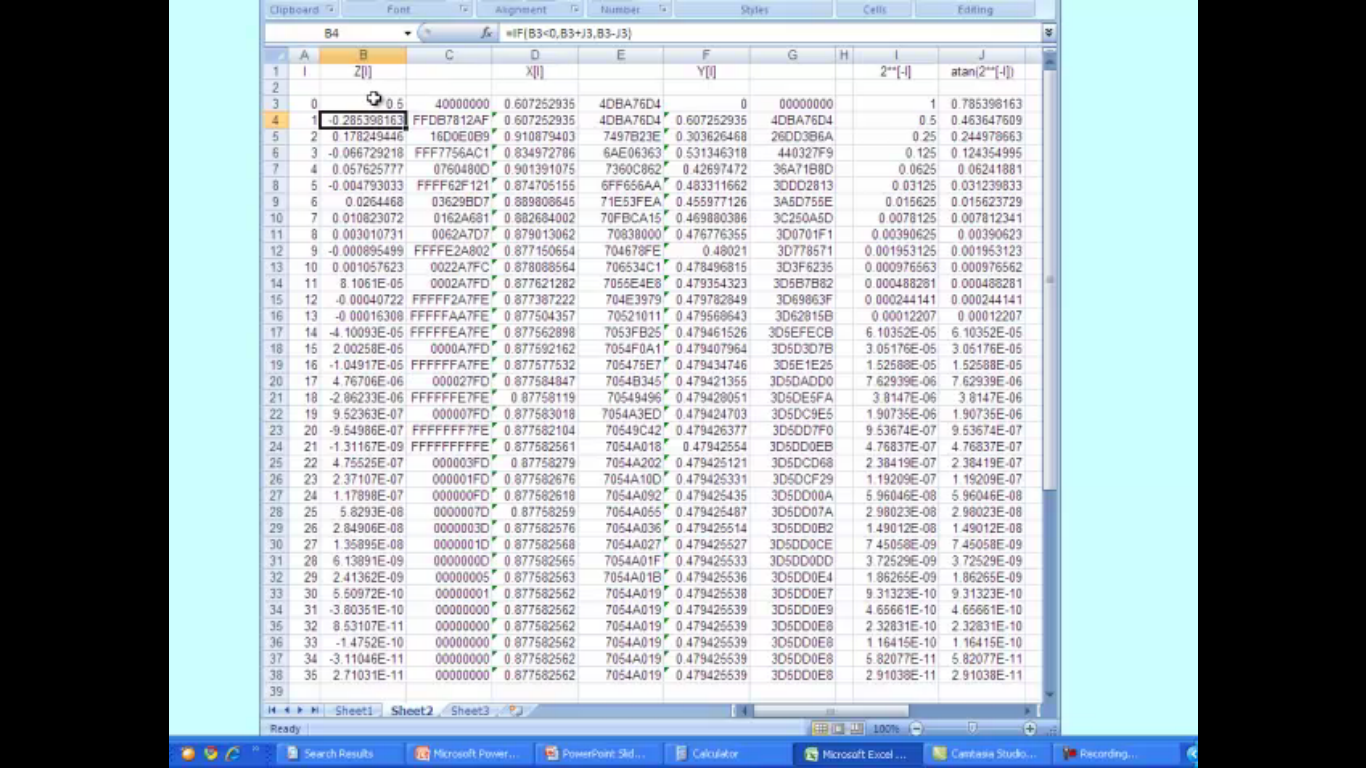 Clipboard Font Alignment Number Styles Cells Editing
B4 fx =IF(B3<0,B3+J3,B3-J3)
A B C D E F G H I J
1 I Z[I] X[I] Y[I] 2**[-I] atan(2**[-I])
2
3 0 0.5 40000000 0.607252935 4DBA76D4 0 00000000 1 0.785398163
4 1 -0.285398163 FFDB7812AF 0.607252935 4DBA76D4 0.607252935 4DBA76D4 0.5 0.463647609
5 2 0.178249446 16D0E0B9 0.910879403 7497B23E 0.303626468 26DD3B6A 0.25 0.244978663
6 3 -0.066729218 FFF7756AC1 0.834972786 6AE06363 0.531346318 440327F9 0.125 0.124354995
7 4 0.057625777 0760480D 0.901391075 7360C862 0.42697472 36A71B8D 0.0625 0.06241881
8 5 -0.004793033 FFFF62F121 0.874705155 6FF656AA 0.483311662 3DDD2813 0.03125 0.031239833
9 6 0.0264468 03629BD7 0.889808645 71E53FEA 0.455977126 3A5D755E 0.015625 0.015623729
10 7 0.010823072 0162A681 0.882684002 70FBCA15 0.469880386 3C250A5D 0.0078125 0.007812341
11 8 0.003010731 0062A7D7 0.879013062 70838000 0.476776355 3D0701F1 0.00390625 0.00390623
12 9 -0.000895499 FFFFE2A802 0.877150654 704678FE 0.48021 3D778571 0.001953125 0.001953123
13 10 0.001057623 0022A7FC 0.878088564 706534C1 0.478496815 3D3F6235 0.000976563 0.000976562
14 11 8.1061E-05 0002A7FD 0.877621282 7055E4E8 0.479354323 3D5B7B82 0.000488281 0.000488281
15 12 -0.00040722 FFFFF2A7FE 0.877387222 704E3979 0.479782849 3D69863F 0.000244141 0.000244141
16 13 -0.00016308 FFFFFAA7FE 0.877504357 70521011 0.479568643 3D62815B 0.00012207 0.00012207
17 14 -4.10093E-05 FFFFFEA7FE 0.877562898 7053FB25 0.479461526 3D5EFECB 6.10352E-05 6.10352E-05
18 15 2.00258E-05 0000A7FD 0.877592162 7054F0A1 0.479407964 3D5D3D7B 3.05176E-05 3.05176E-05
19 16 -1.04917E-05 FFFFFFA7FE 0.877577532 705475E7 0.479434746 3D5E1E25 1.52588E-05 1.52588E-05
20 17 4.76706E-06 000027FD 0.877584847 7054B345 0.479421355 3D5DADD0 7.62939E-06 7.62939E-06
21 18 -2.86233E-06 FFFFFFE7FE 0.87758119 70549496 0.479428051 3D5DE5FA 3.8147E-06 3.8147E-06
22 19 9.52363E-07 000007FD 0.877583018 7054A3ED 0.479424703 3D5DC9E5 1.90735E-06 1.90735E-06
23 20 -9.54986E-07 FFFFFFF7FE 0.877582104 70549C42 0.479426377 3D5DD7F0 9.53674E-07 9.53674E-07
24 21 -1.31167E-09 FFFFFFFFFE 0.877582561 7054A018 0.47942554 3D5DD0EB 4.76837E-07 4.76837E-07
25 22 4.75525E-07 000003FD 0.87758279 7054A202 0.479425121 3D5DCD68 2.38419E-07 2.38419E-07
26 23 2.37107E-07 000001FD 0.877582676 7054A10D 0.479425331 3D5DCF29 1.19209E-07 1.19209E-07
27 24 1.17898E-07 000000FD 0.877582618 7054A092 0.479425435 3D5DD00A 5.96046E-08 5.96046E-08
28 25 5.8293E-08 0000007D 0.87758259 7054A055 0.479425487 3D5DD07A 2.98023E-08 2.98023E-08
29 26 2.84906E-08 0000003D 0.877582576 7054A036 0.479425514 3D5DD0B2 1.49012E-08 1.49012E-08
30 27 1.35895E-08 0000001D 0.877582568 7054A027 0.479425527 3D5DD0CE 7.45058E-09 7.45058E-09
31 28 6.13891E-09 0000000D 0.877582565 7054A01F 0.479425533 3D5DD0DD 3.72529E-09 3.72529E-09
32 29 2.41362E-09 00000005 0.877582563 7054A01B 0.479425536 3D5DD0E4 1.86265E-09 1.86265E-09
33 30 5.50972E-10 00000001 0.877582562 7054A019 0.479425538 3D5DD0E7 9.31323E-10 9.31323E-10
34 31 -3.80351E-10 00000000 0.877582562 7054A019 0.479425539 3D5DD0E9 4.65661E-10 4.65661E-10
35 32 8.53107E-11 00000000 0.877582562 7054A019 0.479425539 3D5DD0E8 2.32831E-10 2.32831E-10
36 33 -1.4752E-10 00000000 0.877582562 7054A019 0.479425539 3D5DD0E8 1.16415E-10 1.16415E-10
37 34 -3.11046E-11 00000000 0.877582562 7054A019 0.479425539 3D5DD0E8 5.82077E-11 5.82077E-11
38 35 2.71031E-11 00000000 0.877582562 7054A019 0.479425539 3D5DD0E8 2.91038E-11 2.91038E-11
39
Sheet1 Sheet2 Sheet3
Ready 100%
Search Results Microsoft Power... PowerPoint Slid... Calculator Microsoft Excel ... Camtasia Studio... Recording...